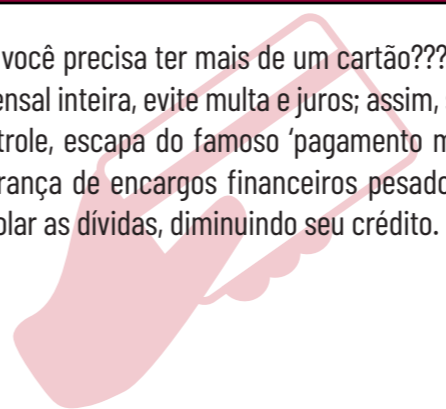 você precisa ter mais de um cartão???
ensal inteira, evite multa e juros; assim,
trole, escapa do famoso ‘pagamento m
rança de encargos financeiros pesado
olar as dívidas, diminuindo seu crédito.